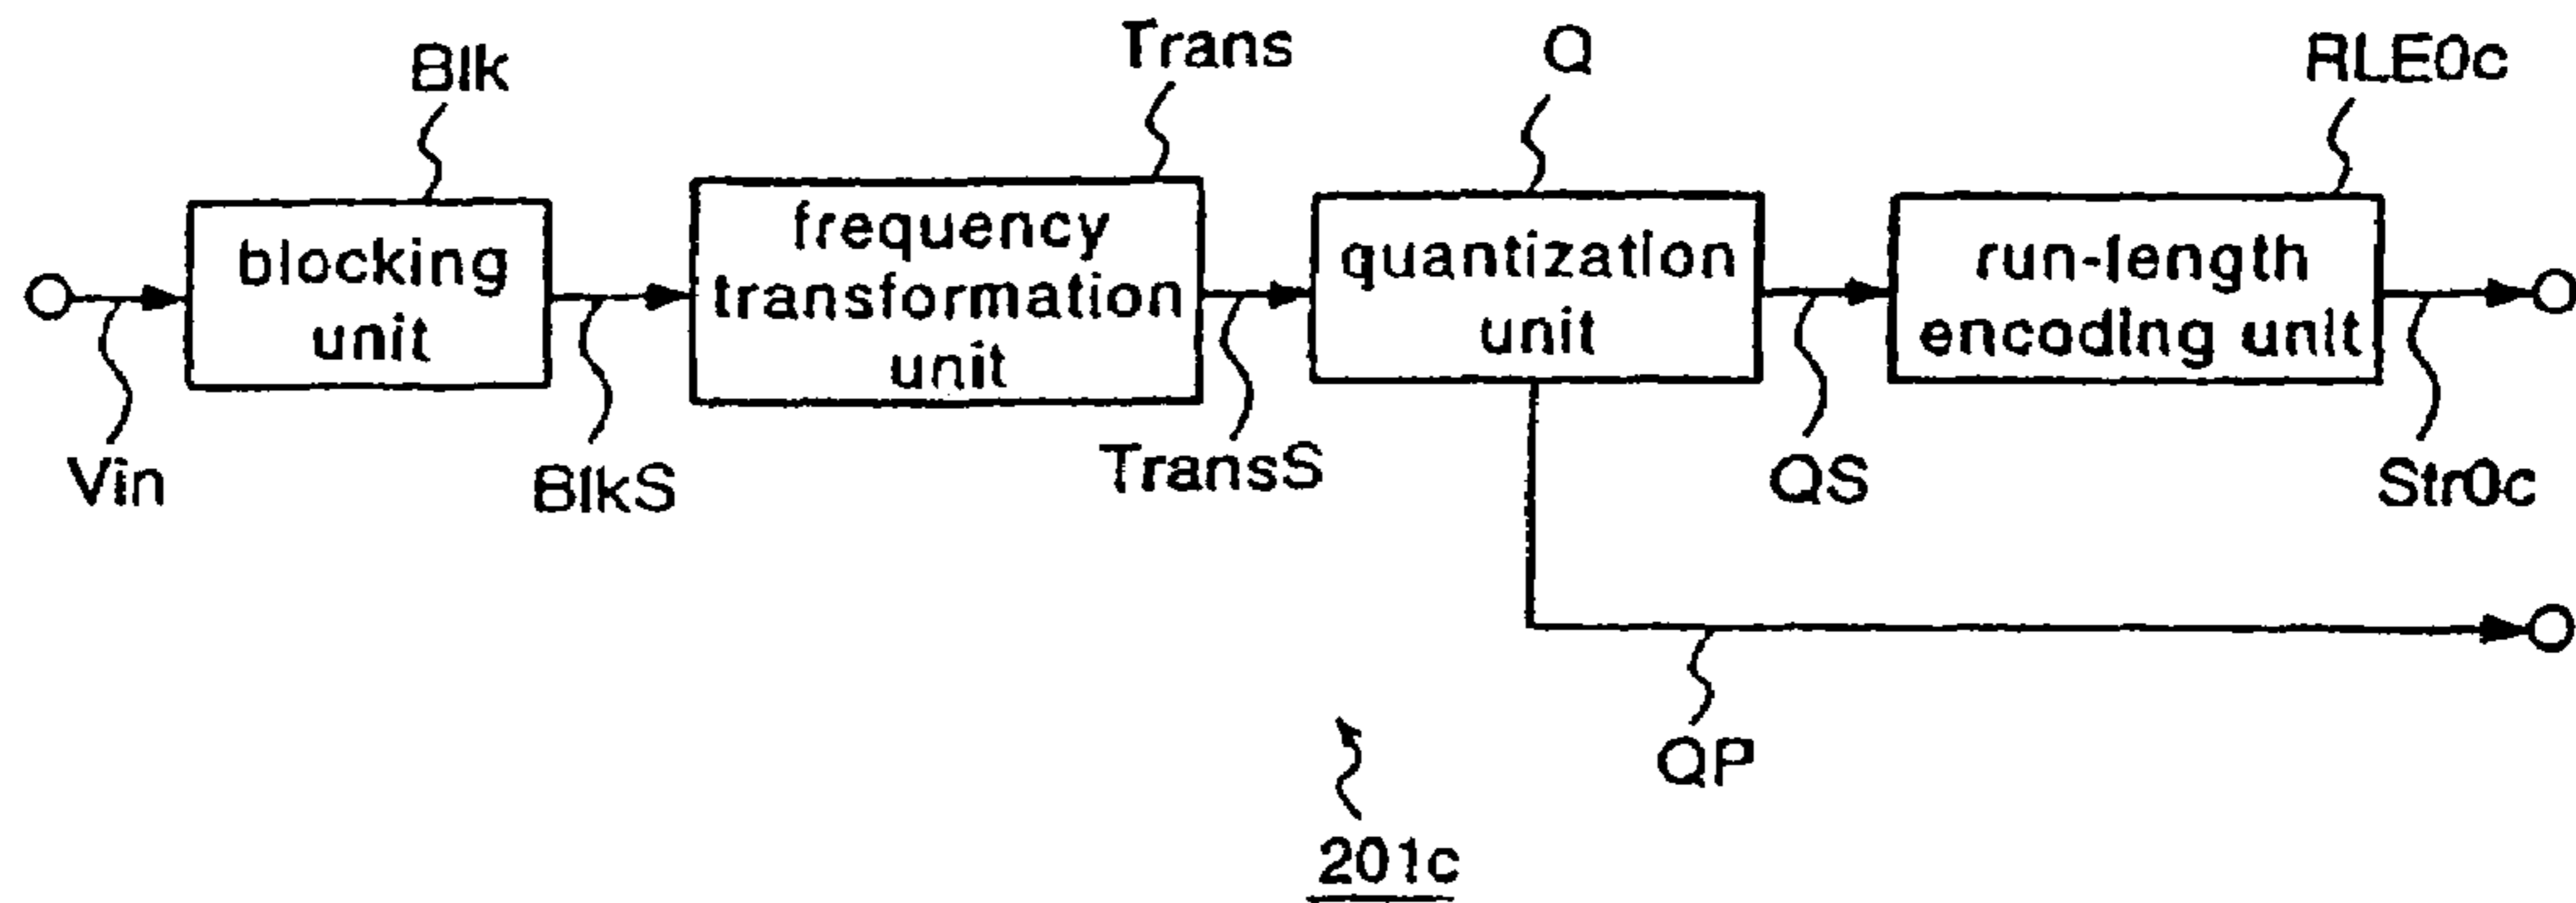 Blk
Trans
Q
RLE0c
blocking
unit
frequency
transformation
unit
quantization
unit
run-length
encoding unit
Vin
BlkS
TransS
QS
Str0c
QP
201c